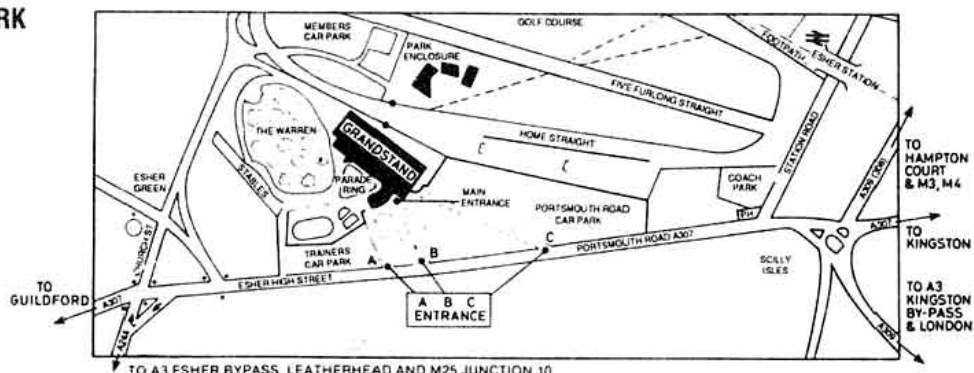 RK
MEMBERS
CAR PARK
GOLF COURSE
PARK
ENCLOSURE
FOOTPATH
ESHER STATION
FIVE FURLONG STRAIGHT
THE WARREN
GRANDSTAND
HOME STRAIGHT
STATION ROAD
TO
HAMPTON
COURT
& M3, M4
A309 (308)
STABLES
PARADE
RING
COACH
PARK
ESHER
GREEN
MAIN
ENTRANCE
PORTSMOUTH ROAD
CAR PARK
PH
A307
TO
KINGSTON
CHURCH ST
TRAINERS
CAR PARK
A
B
C
PORTSMOUTH ROAD A307
SCILLY
ISLES
ESHER HIGH STREET
TO
GUILDFORD
A307
A B C
ENTRANCE
TO A3
KINGSTON
BY-PASS
& LONDON
A309
A244
TO A3 ESHER BYPASS, LEATHERHEAD AND M25 JUNCTION 10